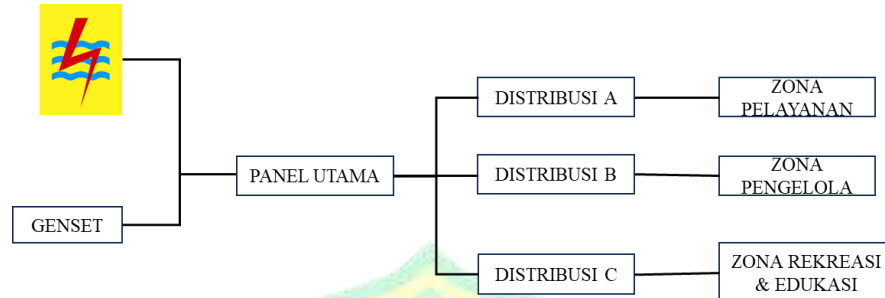 DISTRIBUSI A
ZONA
PELAYANAN
PANEL UTAMA
DISTRIBUSI B
ZONA
PENGELOLA
GENSET
DISTRIBUSI C
ZONA REKREASI
& EDUKASI